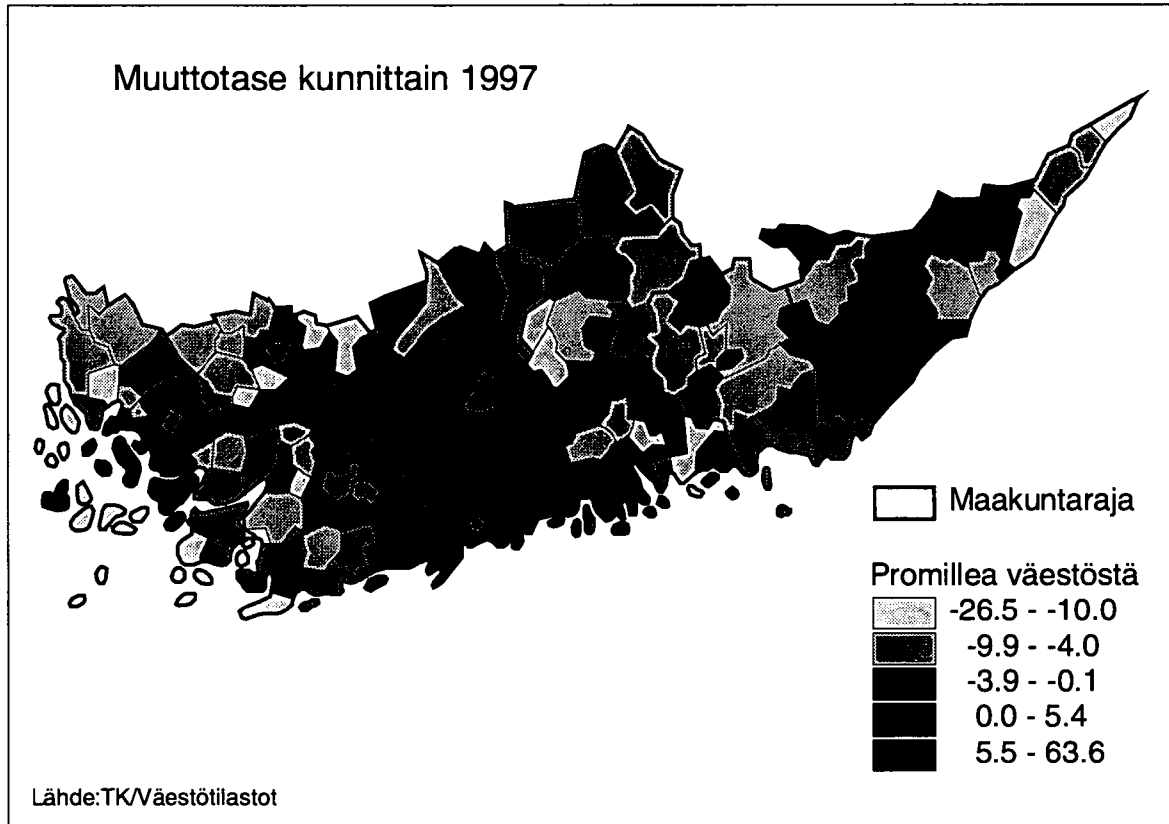 Muuttotase kunnittain 1997
Maakuntaraja
Promillea väestöstä
-26.5 - -10.0
-9.9 - -4.0
-3.9 - -0.1
0.0 - 5.4
5.5 - 63.6
Lähde:TK/Väestötilastot